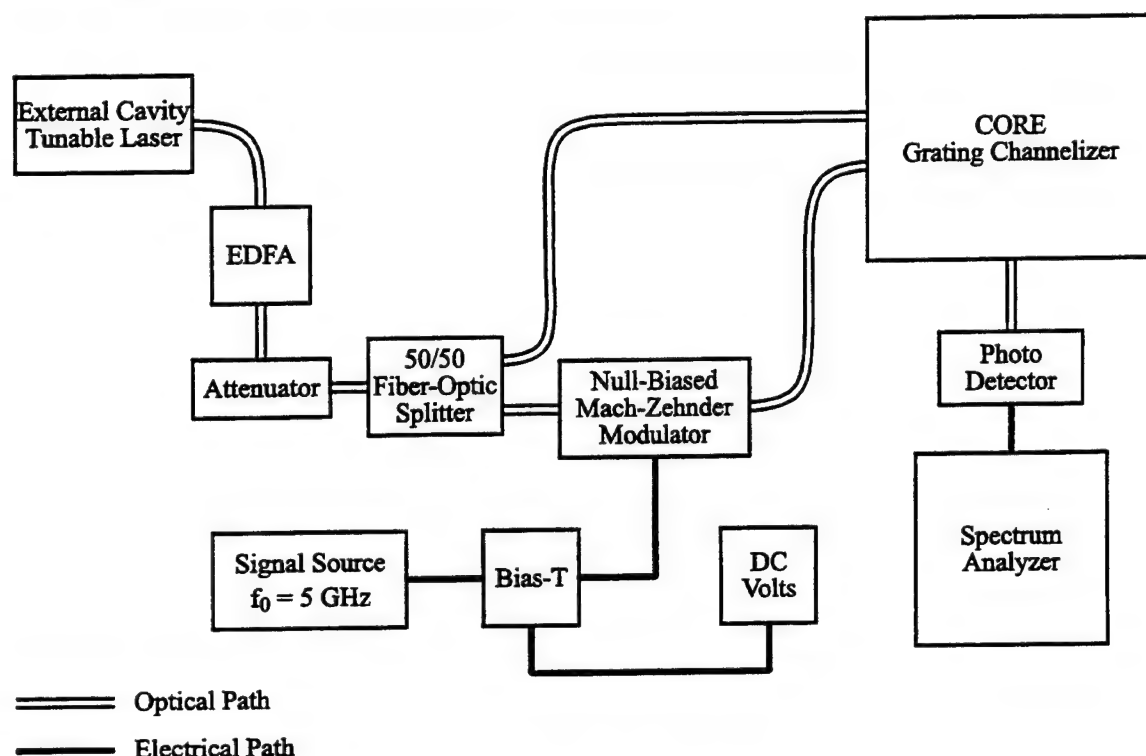 External Cavity
Tunable Laser
CORE
Grating Channelizer
EDFA
Attenuator
50/50
Fiber-Optic
Splitter
Null-Biased
Mach-Zehnder
Modulator
Photo
Detector
Signal Source
f₀ = 5 GHz
Bias-T
DC
Volts
Spectrum
Analyzer
Optical Path
Electrical Path